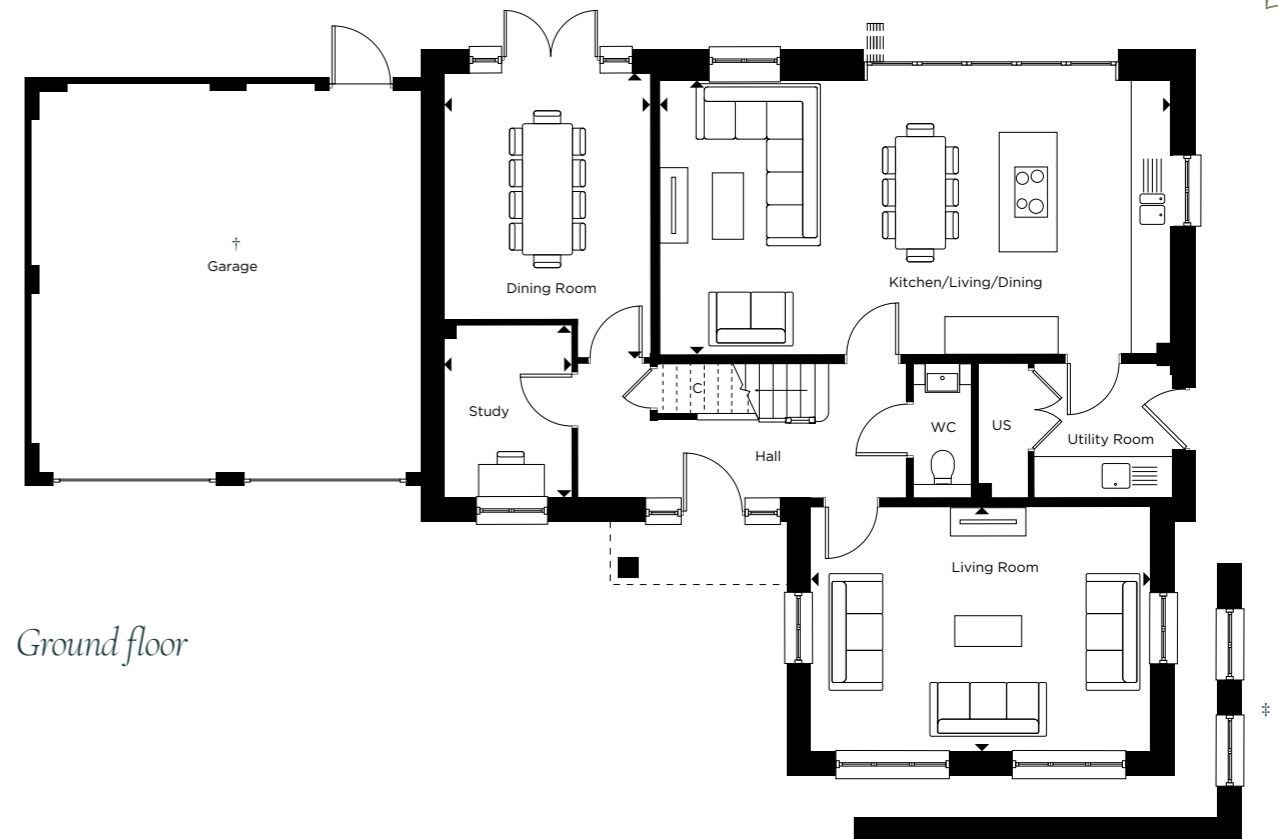 †
Garage
Dining Room
Kitchen/Living/Dining
Study
C
WC
US
Utility Room
Hall
Living Room
Ground floor
‡